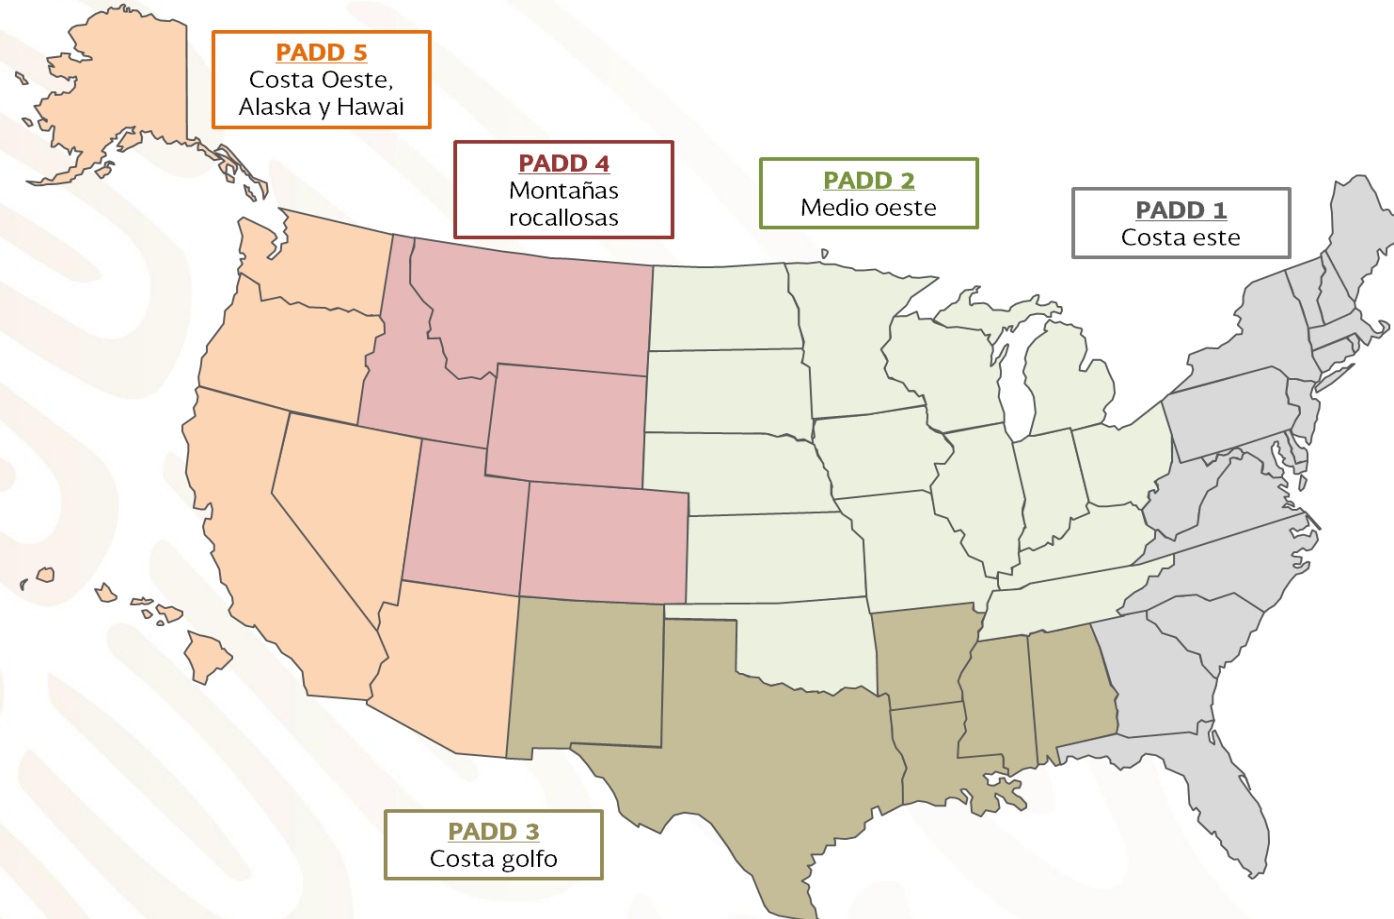 PADD 5
Costa Oeste,
Alaska y Hawai
PADD 4
Montañas
rocallosas
PADD 2
Medio oeste
PADD 1
Costa este
PADD 3
Costa golfo